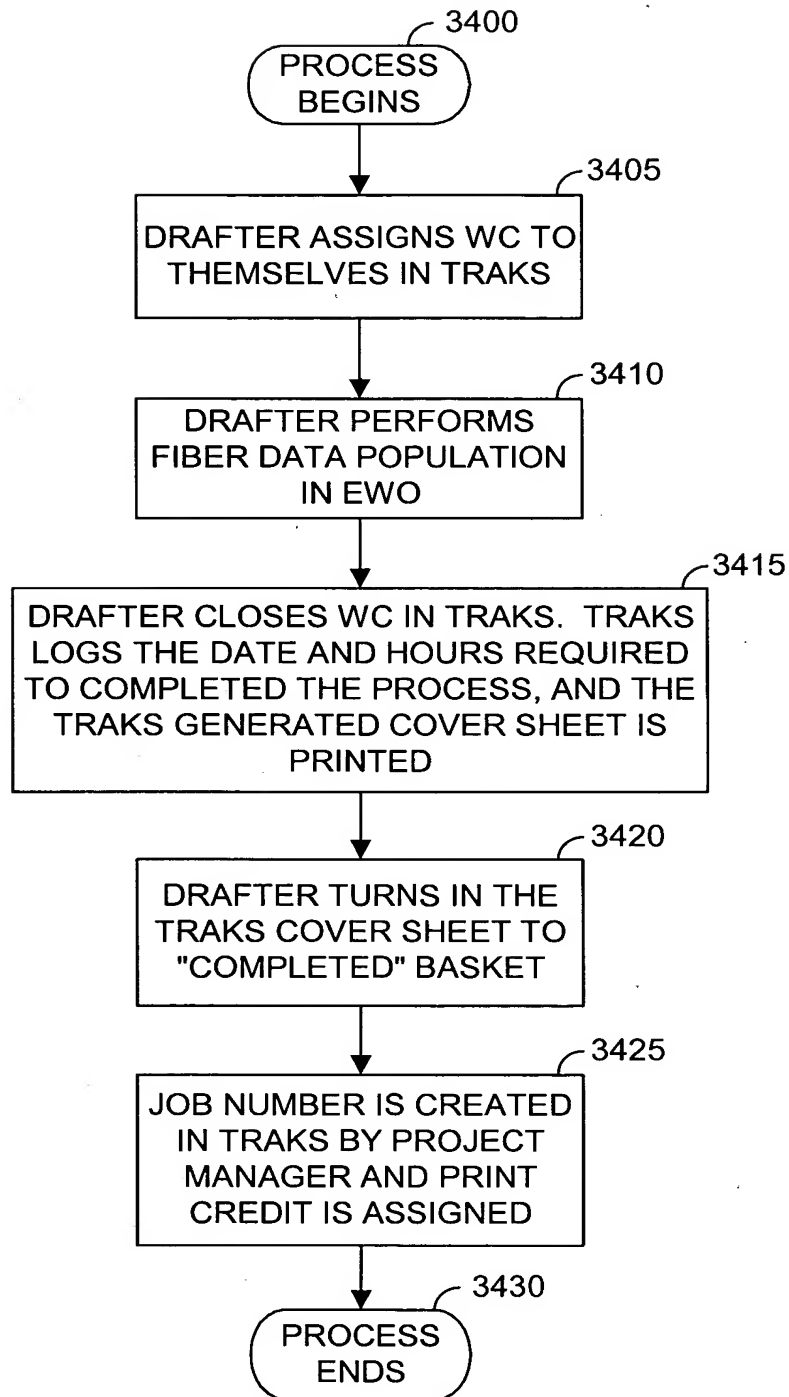 3400
PROCESS
BEGINS
3405
DRAFTER ASSIGNS WC TO
THEMSELVES IN TRAKS
3410
DRAFTER PERFORMS
FIBER DATA POPULATION
IN EWO
3415
DRAFTER CLOSES WC IN TRAKS. TRAKS
LOGS THE DATE AND HOURS REQUIRED
TO COMPLETED THE PROCESS, AND THE
TRAKS GENERATED COVER SHEET IS
PRINTED
3420
DRAFTER TURNS IN THE
TRAKS COVER SHEET TO
"COMPLETED" BASKET
3425
JOB NUMBER IS CREATED
IN TRAKS BY PROJECT
MANAGER AND PRINT
CREDIT IS ASSIGNED
3430
PROCESS
ENDS